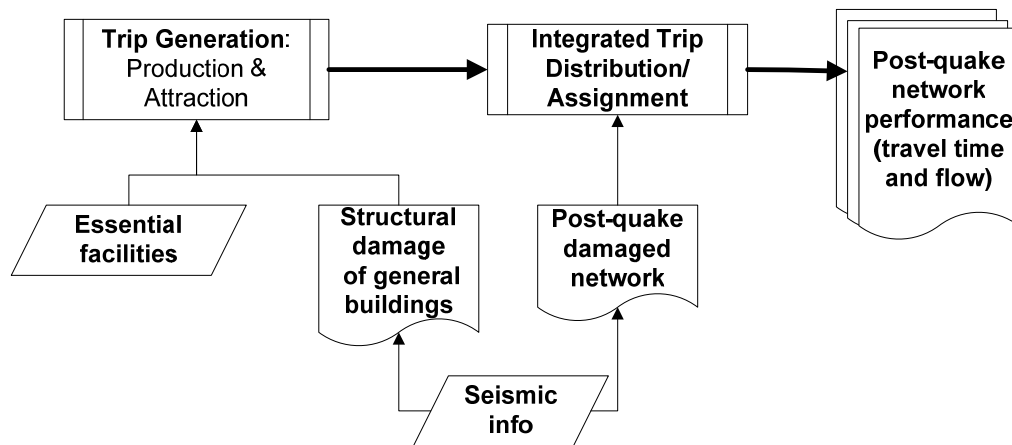 Trip Generation:
Production &
Attraction
Integrated Trip
Distribution/
Assignment
Post-quake
network
performance
(travel time
and flow)
Essential
facilities
Structural
damage
of general
buildings
Post-quake
damaged
network
Seismic
info